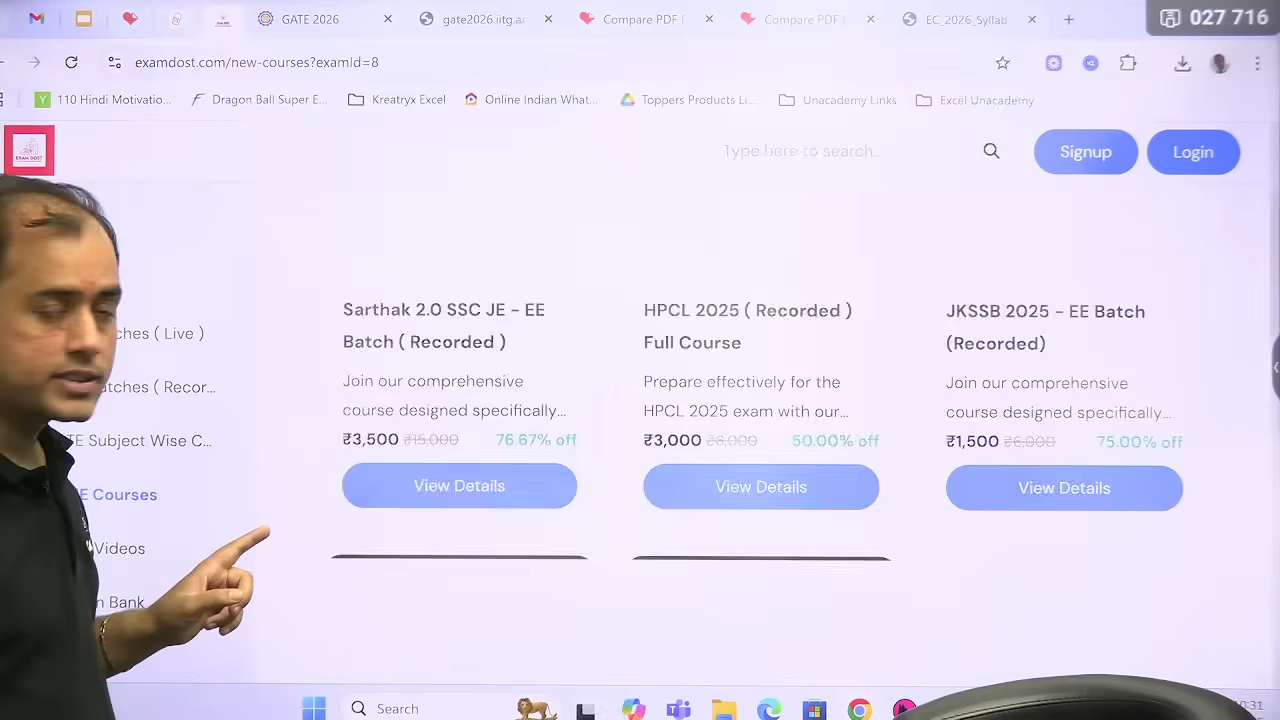 GATE 2026
Compare PDF
Compare PDF
EC_2026_Syllab
027 716
examdost.com/new-courses?examId=8
110 Hindi Motivatio...
Dragon Ball Super E...
Kreatryx Excel
Online Indian What...
Toppers Products Li...
Unacademy Links
Excel Unacademy
EXAM DOST
Type here to search..
Signup
Login
Sarthak 2.0 SSC JE - EE
Batch ( Recorded )
Join our comprehensive
course designed specifically...
₹3,500 ₹15,000 76.67% off
View Details
HPCL 2025 ( Recorded )
Full Course
Prepare effectively for the
HPCL 2025 exam with our...
₹3,000 ₹6,000 50.00% off
View Details
JKSSB 2025 - EE Batch
(Recorded)
Join our comprehensive
course designed specifically...
₹1,500 ₹6,000 75.00% off
View Details
ches ( Live )
atches ( Recor...
TE Subject Wise C...
E Courses
Videos
n Bank
Search
10:31